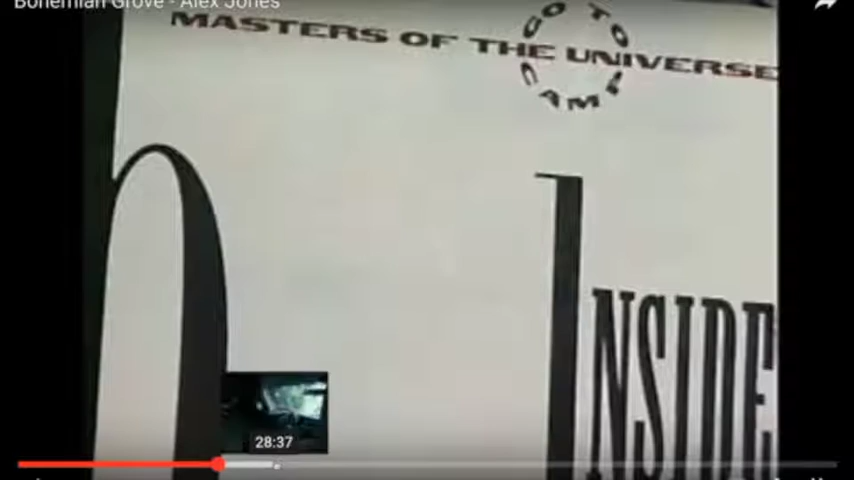 Bohemian Grove - Alex Jones
MASTERS OF THE UNIVERSE
GO TO CAMP
INSIDE
28:37